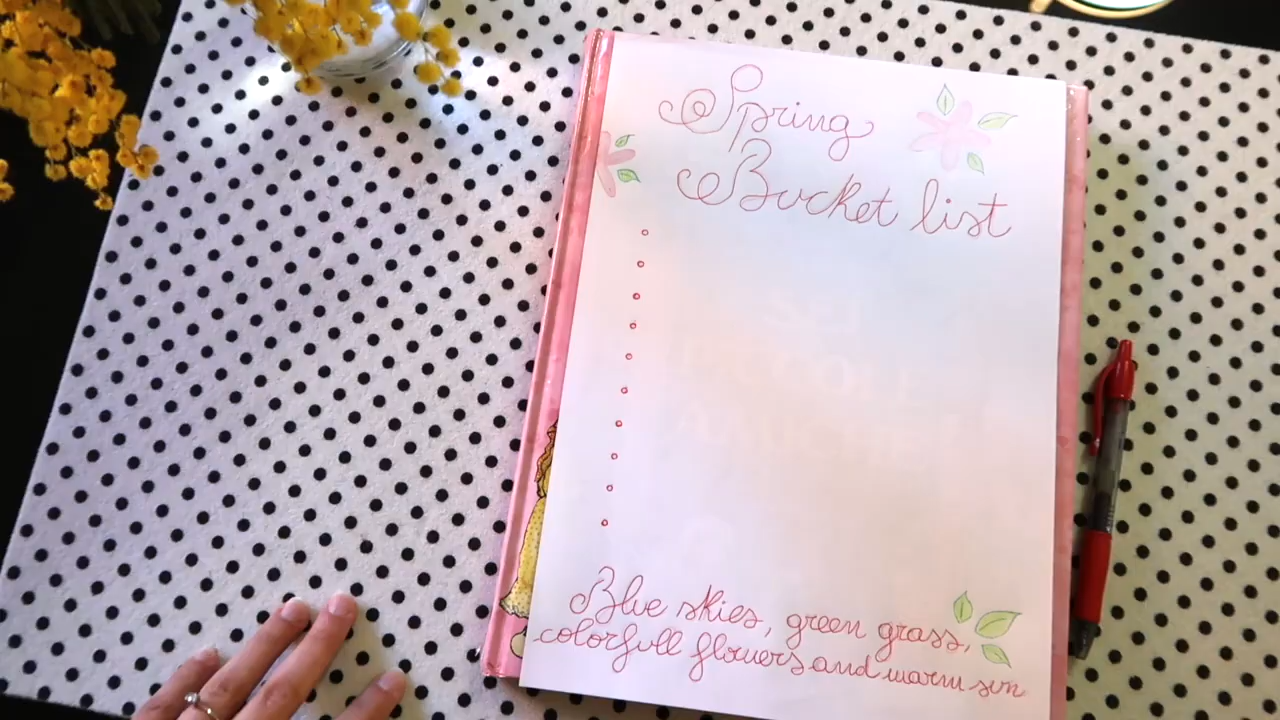 Spring
Bucket list
Blue skies, green grass,
colorfull flowers and warm sun